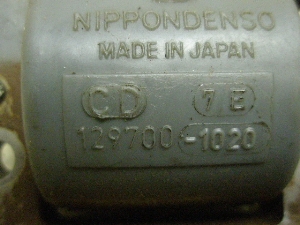 NIPPONDENSO
MADE IN JAPAN
CD 7E
129700-1020